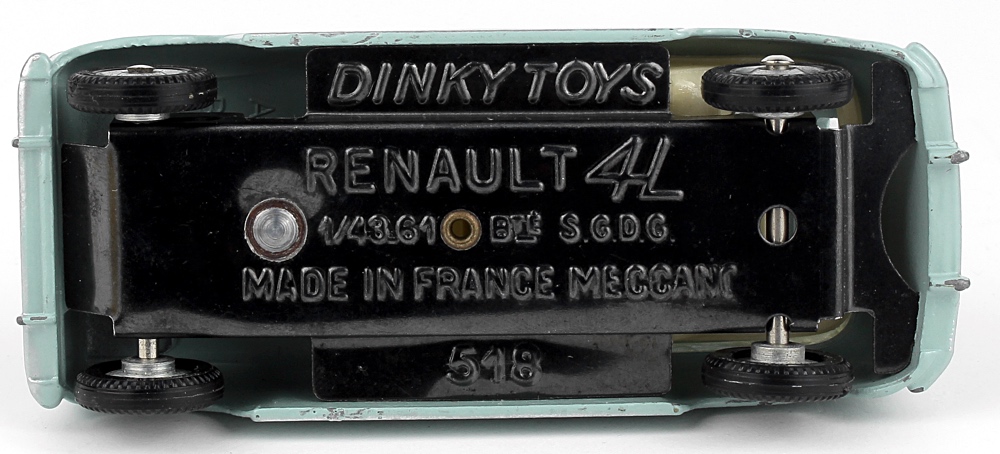 DINKY TOYS
RENAULT 4L
1/43.61 BTÉ S.G.D.G.
MADE IN FRANCE MECCANO
518